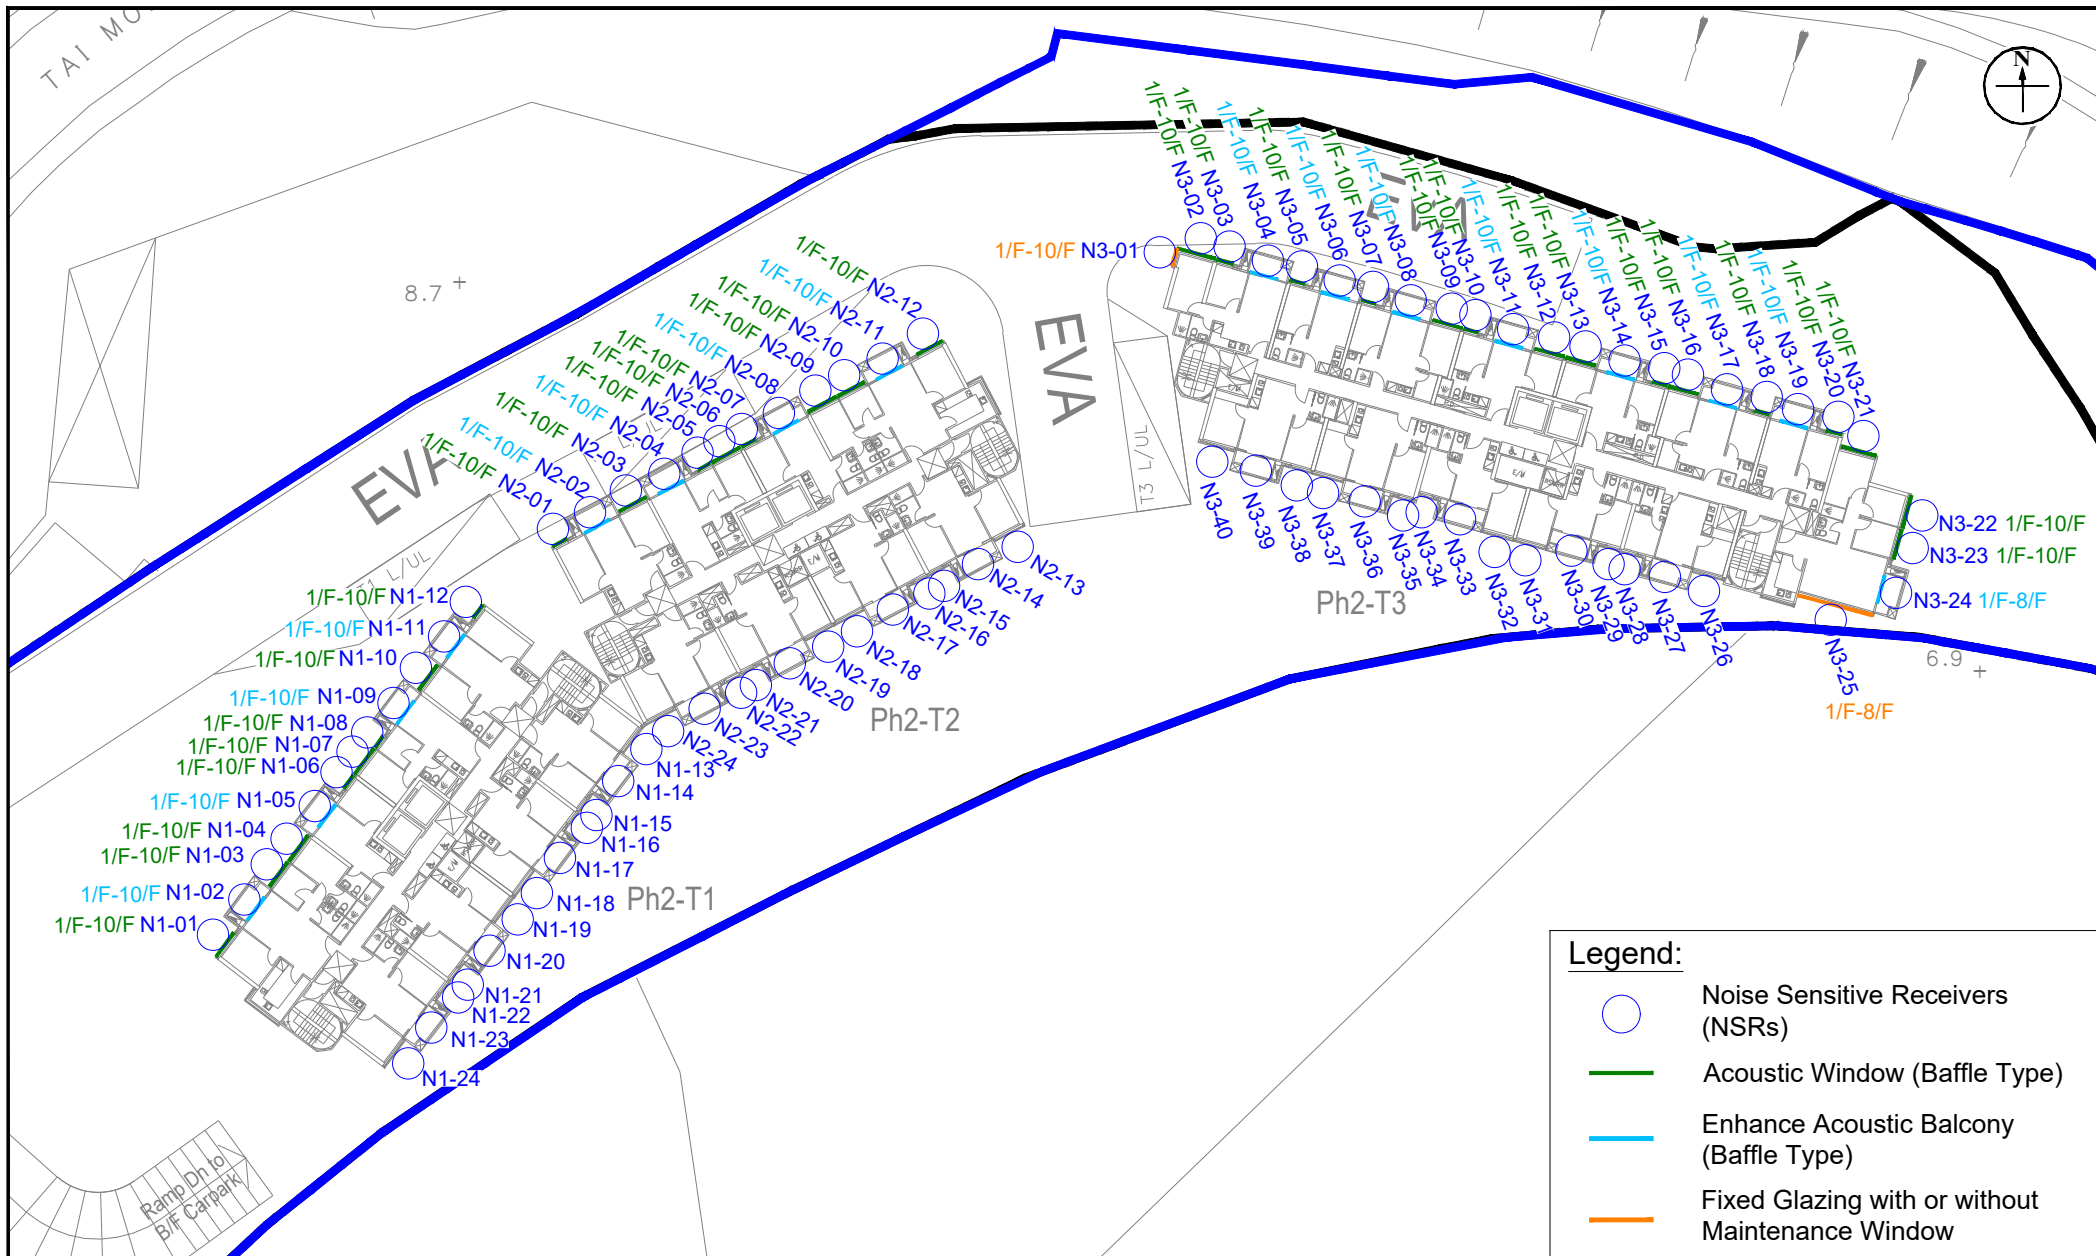 TAI MO
N
8.7 +
EVA
EVA
T1 L/UL
T3 L/UL
1/F-10/F N1-12
1/F-10/F N1-11
1/F-10/F N1-10
1/F-10/F N1-09
1/F-10/F N1-08
1/F-10/F N1-07
1/F-10/F N1-06
1/F-10/F N1-05
1/F-10/F N1-04
1/F-10/F N1-03
1/F-10/F N1-02
1/F-10/F N1-01
N1-13
N1-14
N1-15
N1-16
N1-17
N1-18
N1-19
N1-20
N1-21
N1-22
N1-23
N1-24
Ph2-T1
1/F-10/F N2-01
1/F-10/F N2-02
1/F-10/F N2-03
1/F-10/F N2-04
1/F-10/F N2-05
1/F-10/F N2-06
1/F-10/F N2-07
1/F-10/F N2-08
1/F-10/F N2-09
1/F-10/F N2-10
1/F-10/F N2-11
1/F-10/F N2-12
N2-13
N2-14
N2-15
N2-16
N2-17
N2-18
N2-19
N2-20
N2-21
N2-22
N2-23
N2-24
Ph2-T2
1/F-10/F N3-01
1/F-10/F N3-02
1/F-10/F N3-03
1/F-10/F N3-04
1/F-10/F N3-05
1/F-10/F N3-06
1/F-10/F N3-07
1/F-10/F N3-08
1/F-10/F N3-09
1/F-10/F N3-10
1/F-10/F N3-11
1/F-10/F N3-12
1/F-10/F N3-13
1/F-10/F N3-14
1/F-10/F N3-15
1/F-10/F N3-16
1/F-10/F N3-17
1/F-10/F N3-18
1/F-10/F N3-19
1/F-10/F N3-20
1/F-10/F N3-21
N3-22 1/F-10/F
N3-23 1/F-10/F
N3-24 1/F-8/F
N3-25
1/F-8/F
N3-26
N3-27
N3-28
N3-29
N3-30
N3-31
N3-32
N3-33
N3-34
N3-35
N3-36
N3-37
N3-38
N3-39
N3-40
Ph2-T3
6.9 +
E/M
E/M
Ramp Dn to
B/F Carpark
Legend:
Noise Sensitive Receivers
(NSRs)
Acoustic Window (Baffle Type)
Enhance Acoustic Balcony
(Baffle Type)
Fixed Glazing with or without
Maintenance Window